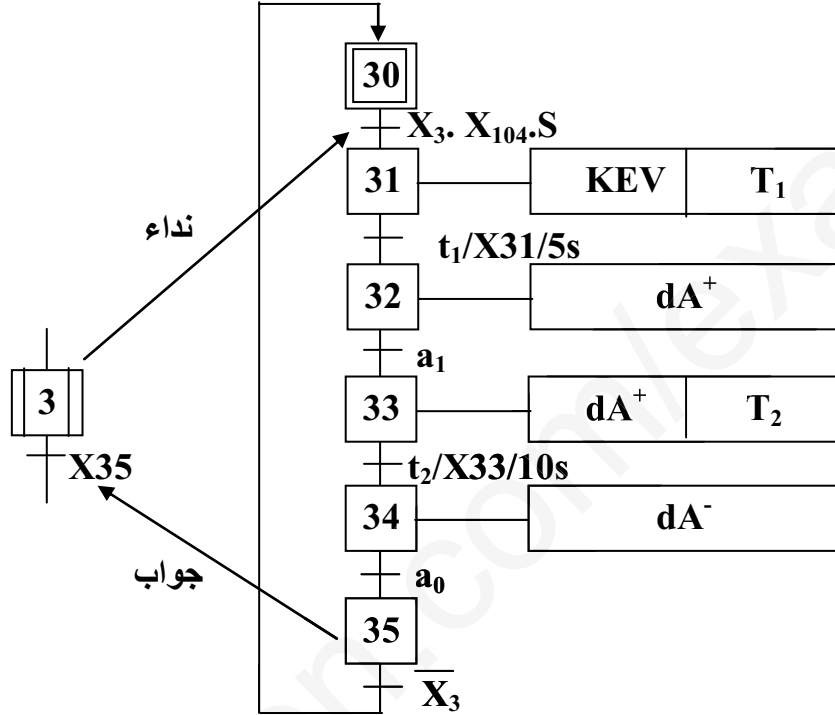 30
X₃. X₁₀₄.S
31 KEV T₁
نداء
t₁/X31/5s
32 dA⁺
a₁
3
33 dA⁺ T₂
X35
t₂/X33/10s
34 dA⁻
جواب
a₀
35
X̅₃